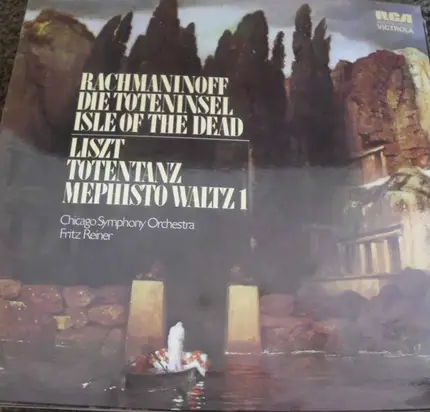 RCA
VICTROLA
RACHMANINOFF
DIE TOTENINSEL
ISLE OF THE DEAD
LISZT
TOTENTANZ
MEPHISTO WALTZ 1
Chicago Symphony Orchestra
Fritz Reiner